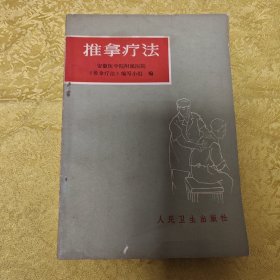 推拿疗法
安徽医学院附属医院
《推拿疗法》编写小组 编
人民卫生出版社